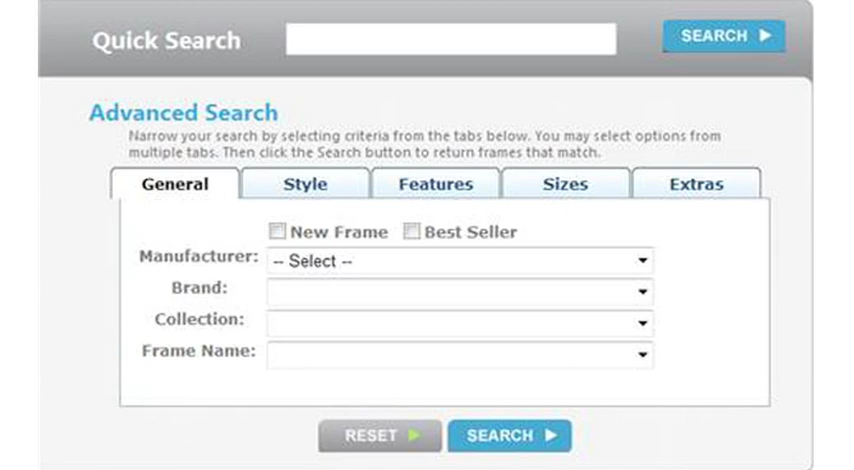 Quick Search SEARCH
Advanced Search
Narrow your search by selecting criteria from the tabs below. You may select options from
multiple tabs. Then click the Search button to return frames that match.
General Style Features Sizes Extras
New Frame Best Seller
Manufacturer: -- Select --
Brand:
Collection:
Frame Name:
RESET SEARCH